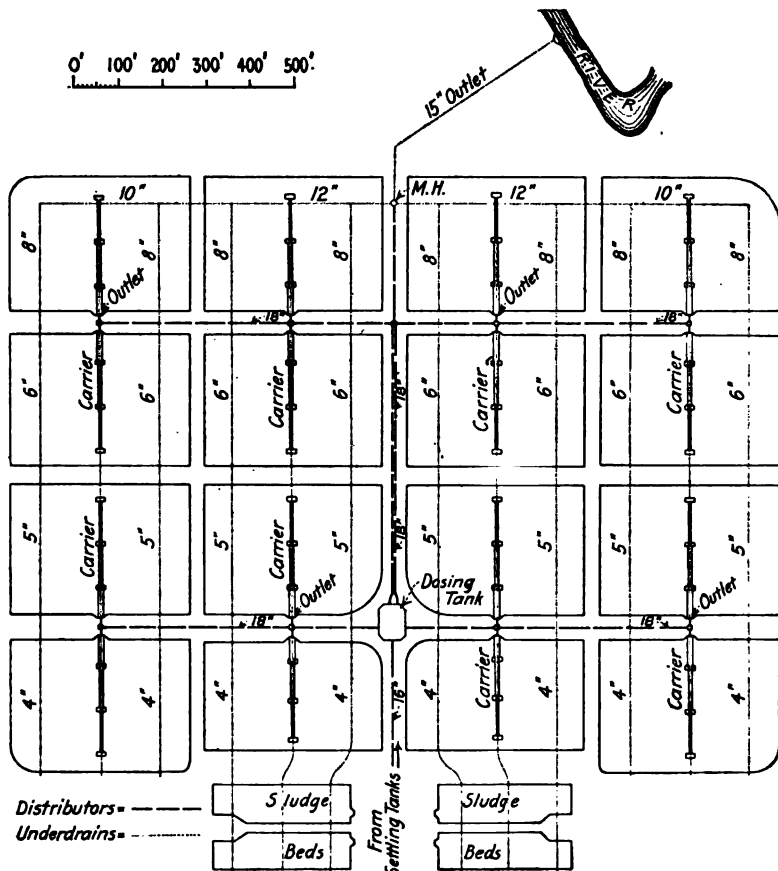 0' 100' 200' 300' 400' 500'
RIVER
15" Outlet
M.H.
10" 12" 12" 10"
8" 8" 8" 8" 8" 8" 8" 8"
Outlet Outlet
18" 18"
Carrier Carrier Carrier Carrier
6" 6" 6" 6" 6" 6" 6" 6"
18"
Carrier Carrier
5" 5" 5" 5" 5" 5" 5" 5"
18"
Dosing
Tank
Outlet Outlet
18" 18"
Carrier Carrier
4" 4" 4" 4" 4" 4" 4" 4"
16"
From
Settling Tanks
Sludge Sludge
Beds Beds
Distributors=
Underdrains=